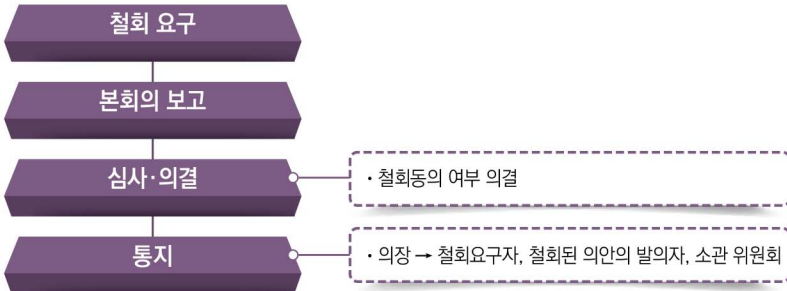 철회 요구
본회의 보고
심사·의결
· 철회동의 여부 의결
통지
· 의장 → 철회요구자, 철회된 의안의 발의자, 소관 위원회